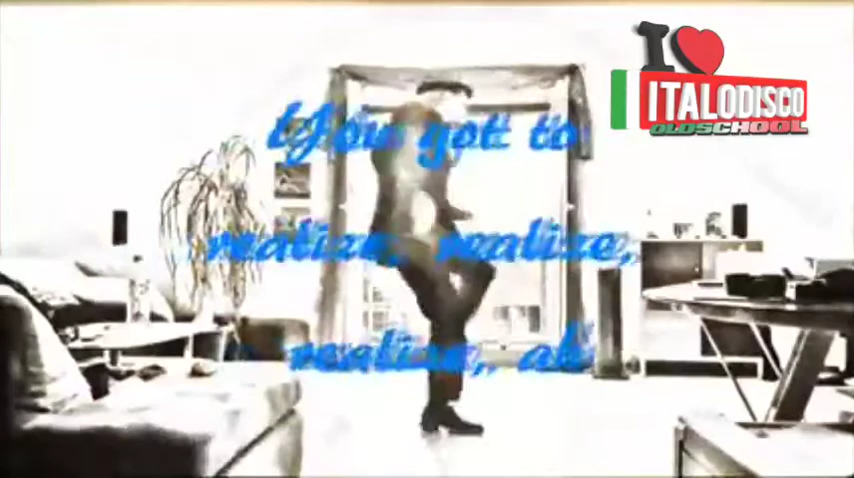 I ❤
ITALODISCO
OLDSCHOOL
You got to
realize, realize,
realize, ah